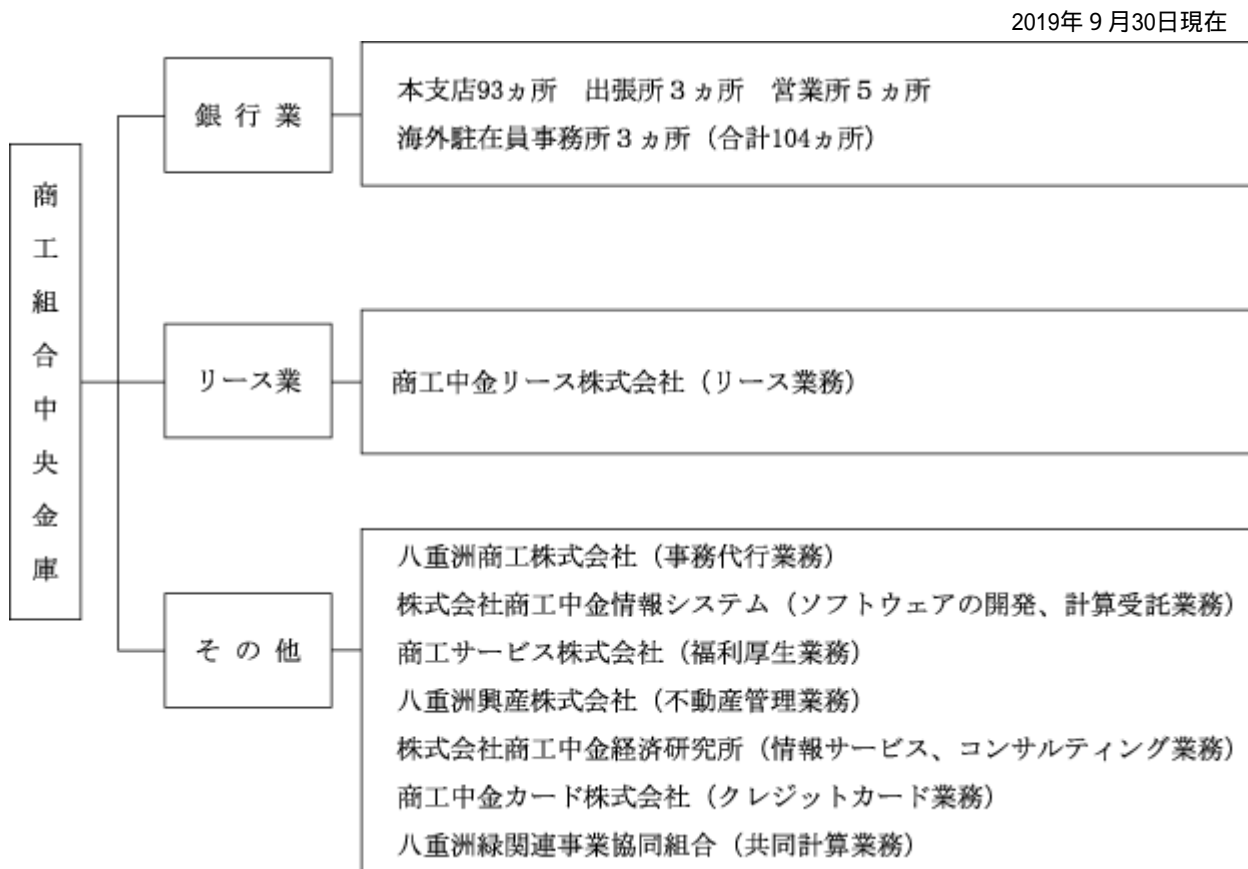 2019年9月30日現在
商工組合中央金庫
銀行業
本支店93ヵ所　出張所３ヵ所　営業所５ヵ所
海外駐在員事務所３ヵ所（合計104ヵ所）
リース業
商工中金リース株式会社（リース業務）
その他
八重洲商工株式会社（事務代行業務）
株式会社商工中金情報システム（ソフトウェアの開発、計算受託業務）
商工サービス株式会社（福利厚生業務）
八重洲興産株式会社（不動産管理業務）
株式会社商工中金経済研究所（情報サービス、コンサルティング業務）
商工中金カード株式会社（クレジットカード業務）
八重洲緑関連事業協同組合（共同計算業務）